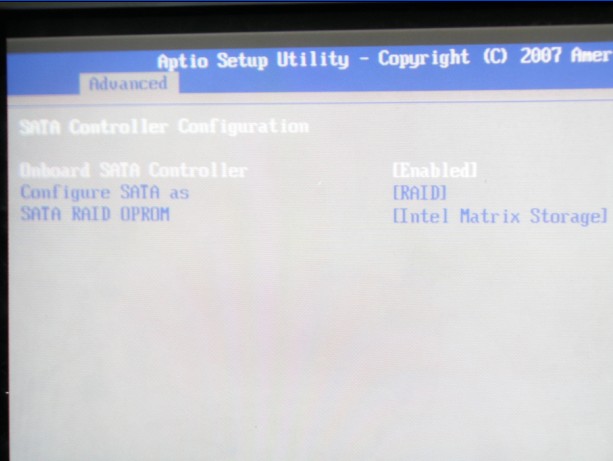 Aptio Setup Utility - Copyright (C) 2007 Amer
Advanced
SATA Controller Configuration
Onboard SATA Controller [Enabled]
Configure SATA as [RAID]
SATA RAID OPROM [Intel Matrix Storage]